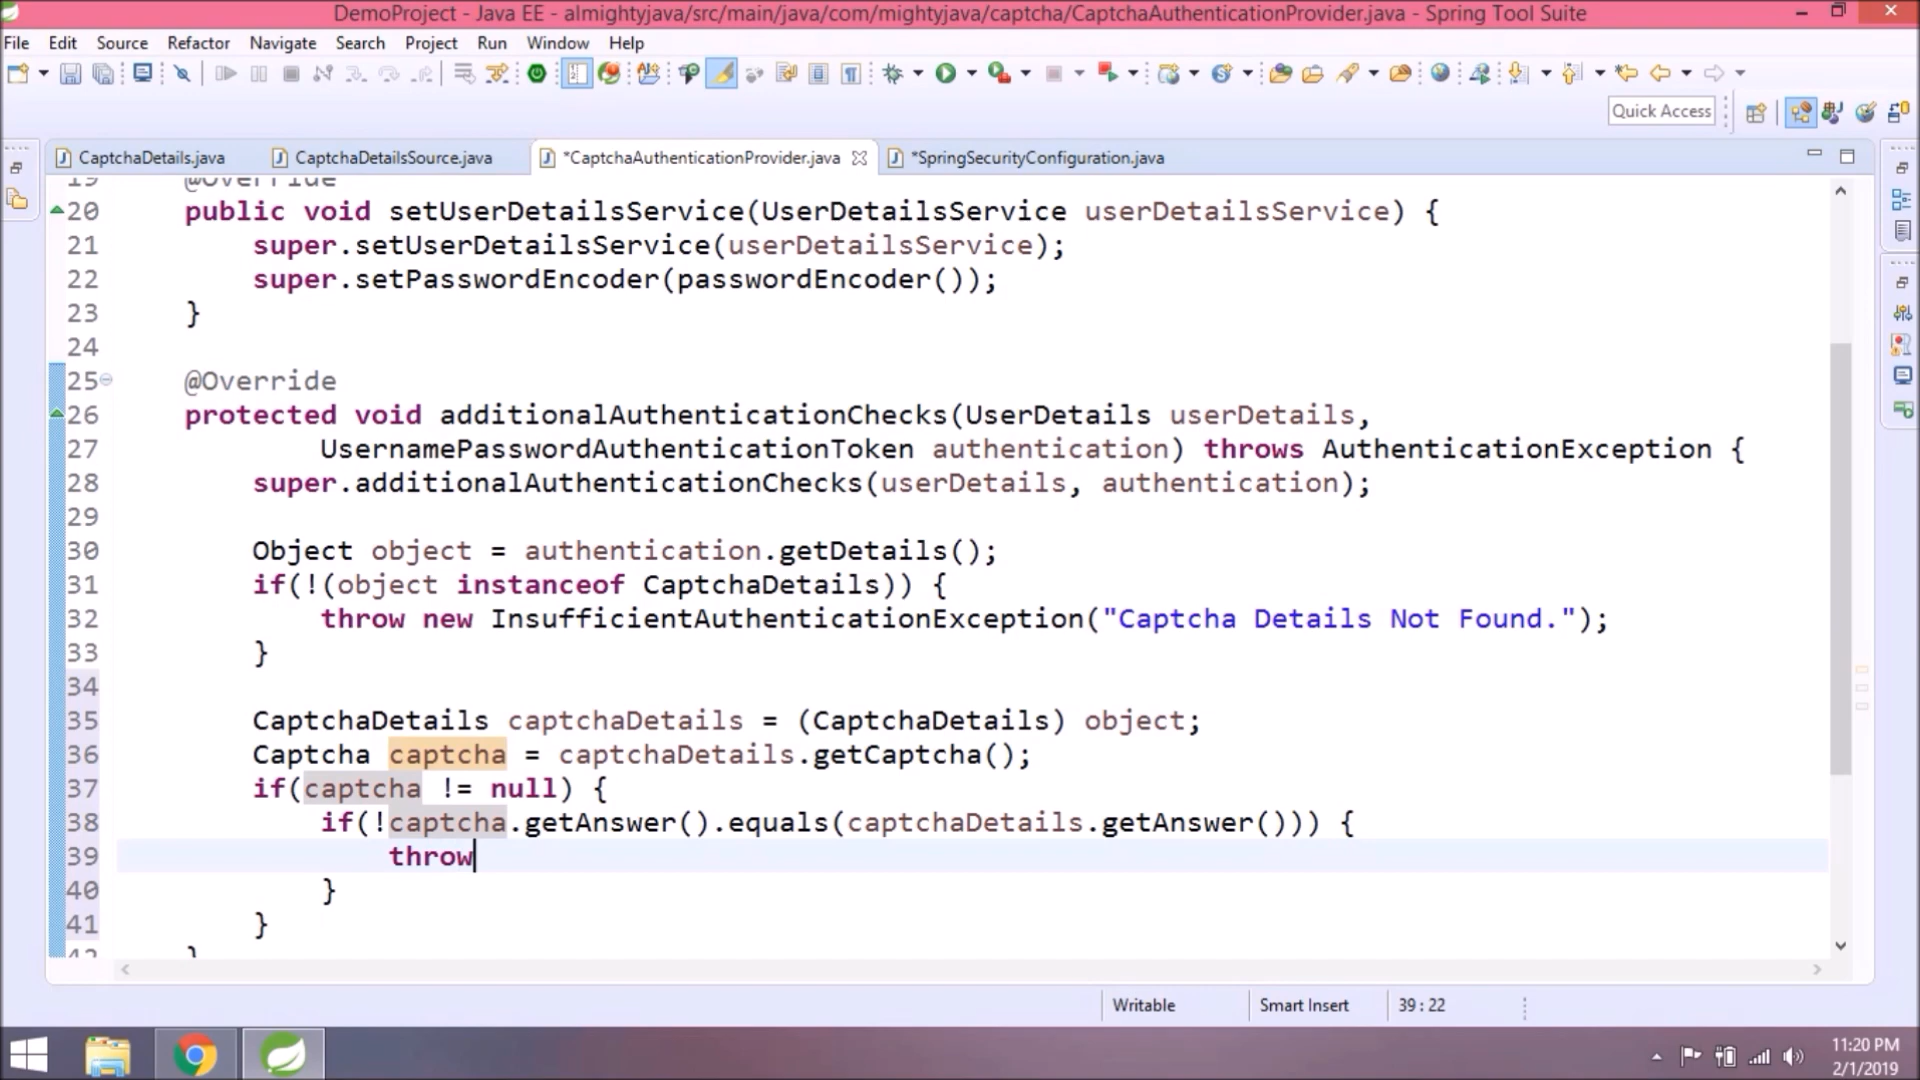 DemoProject - Java EE - almightyjava/src/main/java/com/mightyjava/captcha/CaptchaAuthenticationProvider.java - Spring Tool Suite
File Edit Source Refactor Navigate Search Project Run Window Help
Quick Access
CaptchaDetails.java CaptchaDetailsSource.java *CaptchaAuthenticationProvider.java *SpringSecurityConfiguration.java
19 @Override
20 public void setUserDetailsService(UserDetailsService userDetailsService) {
21 super.setUserDetailsService(userDetailsService);
22 super.setPasswordEncoder(passwordEncoder());
23 }
24
25 @Override
26 protected void additionalAuthenticationChecks(UserDetails userDetails,
27 UsernamePasswordAuthenticationToken authentication) throws AuthenticationException {
28 super.additionalAuthenticationChecks(userDetails, authentication);
29
30 Object object = authentication.getDetails();
31 if(!(object instanceof CaptchaDetails)) {
32 throw new InsufficientAuthenticationException("Captcha Details Not Found.");
33 }
34
35 CaptchaDetails captchaDetails = (CaptchaDetails) object;
36 Captcha captcha = captchaDetails.getCaptcha();
37 if(captcha != null) {
38 if(!captcha.getAnswer().equals(captchaDetails.getAnswer())) {
39 throw
40 }
41 }
42 }
Writable Smart Insert 39 : 22
11:20 PM
2/1/2019